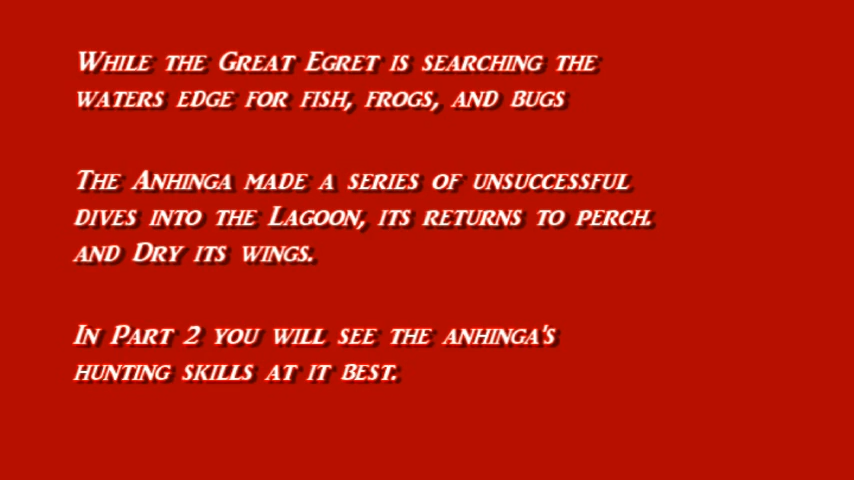 While the Great Egret is searching the
waters edge for fish, frogs, and bugs
The Anhinga made a series of unsuccessful
dives into the Lagoon, its returns to perch.
and Dry its wings.
In Part 2 you will see the anhinga's
hunting skills at it best.